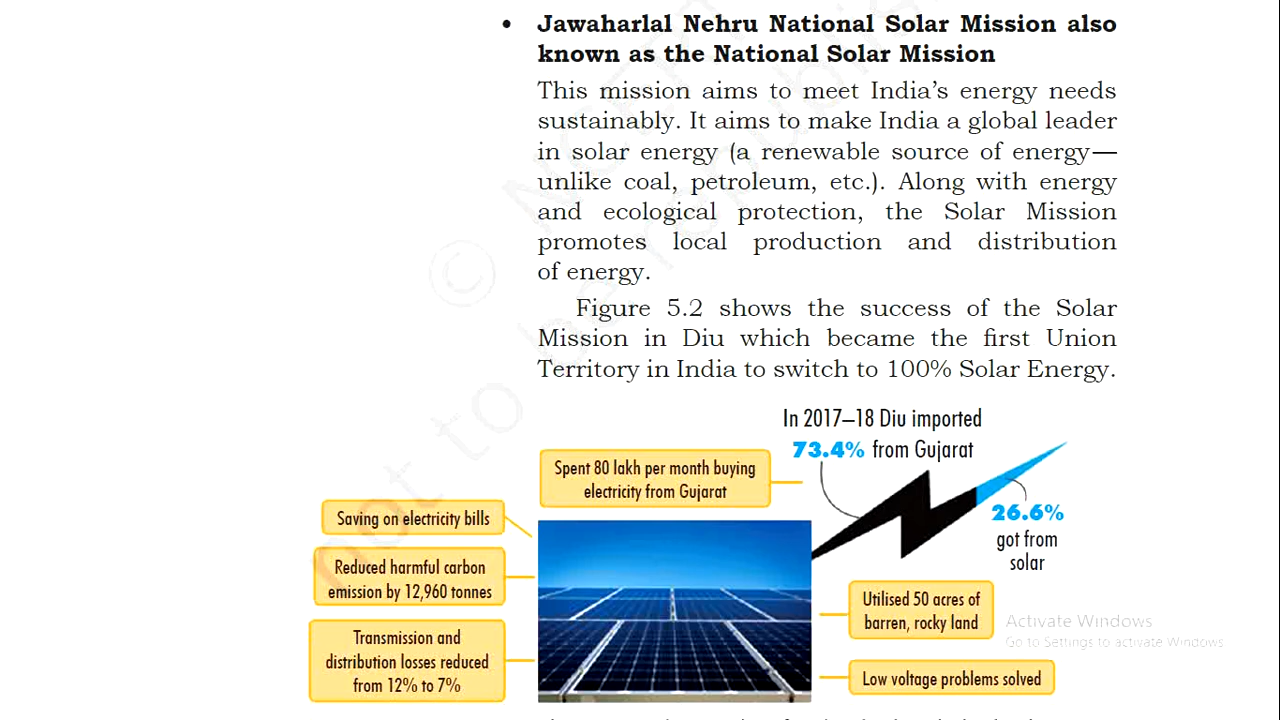 • Jawaharlal Nehru National Solar Mission also
known as the National Solar Mission
This mission aims to meet India's energy needs
sustainably. It aims to make India a global leader
in solar energy (a renewable source of energy—
unlike coal, petroleum, etc.). Along with energy
and ecological protection, the Solar Mission
promotes local production and distribution
of energy.
Figure 5.2 shows the success of the Solar
Mission in Diu which became the first Union
Territory in India to switch to 100% Solar Energy.
In 2017–18 Diu imported
73.4% from Gujarat
Spent 80 lakh per month buying
electricity from Gujarat
26.6%
got from
solar
Saving on electricity bills
Reduced harmful carbon
emission by 12,960 tonnes
Transmission and
distribution losses reduced
from 12% to 7%
Utilised 50 acres of
barren, rocky land
Low voltage problems solved
Activate Windows
Go to Settings to activate Windows
not to be republis
© NCE